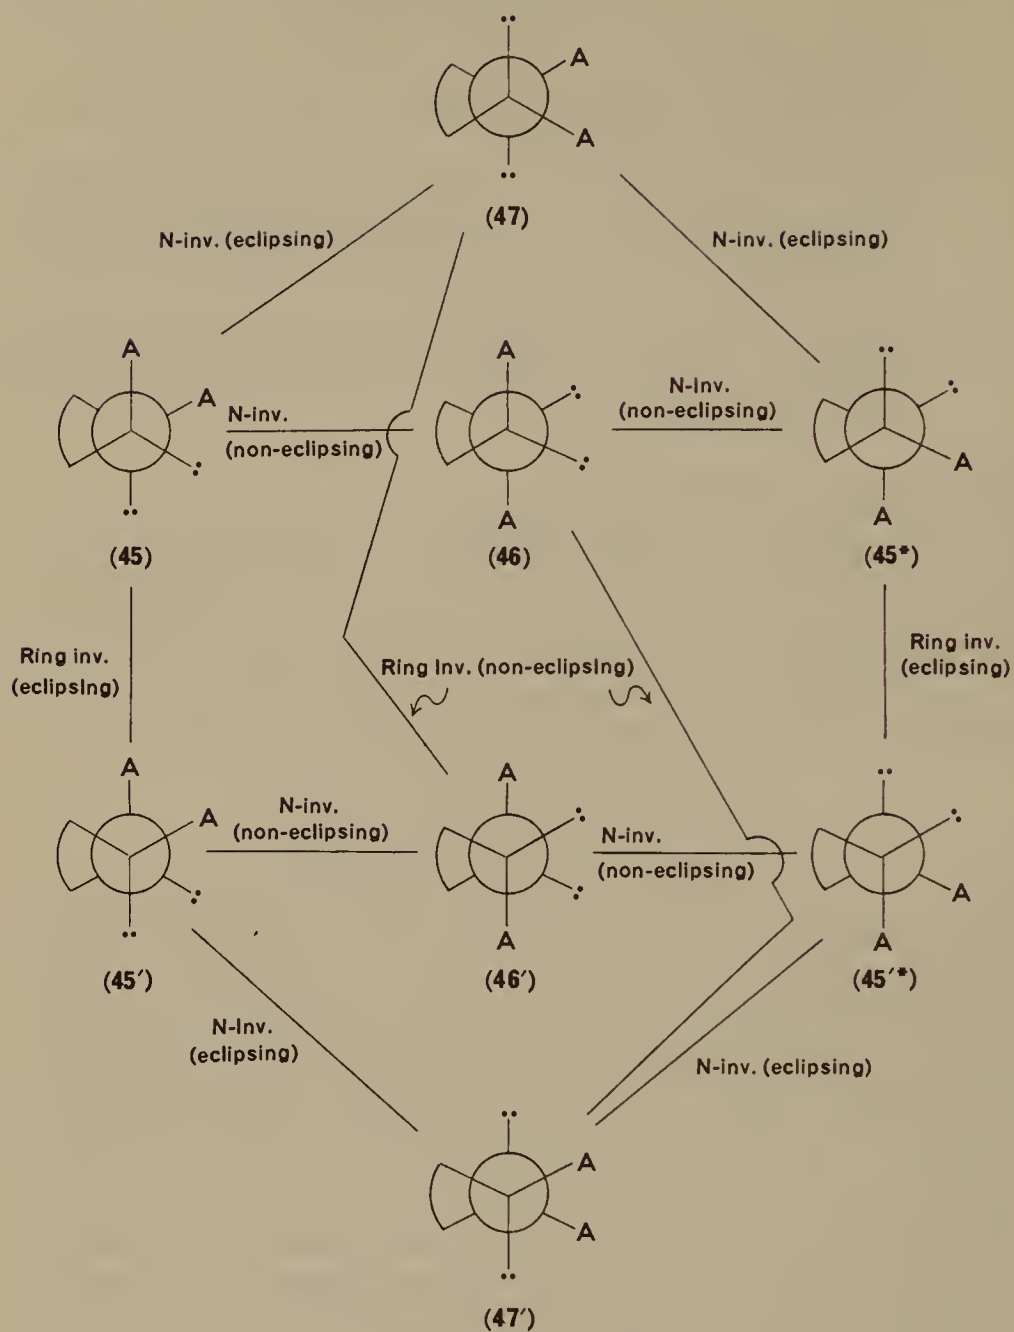 A
A
(47)
N-inv. (eclipsing)
N-inv. (eclipsing)
A
A
(45)
N-inv.
(non-eclipsing)
A
A
(46)
N-Inv.
(non-eclipsing)
A
A
(45*)
Ring inv.
(eclipsing)
Ring Inv. (non-eclipsing)
Ring inv.
(eclipsing)
A
A
(45′)
N-inv.
(non-eclipsing)
A
A
(46′)
N-inv.
(non-eclipsing)
A
A
(45′*)
N-Inv.
(eclipsing)
N-inv. (eclipsing)
A
A
(47′)